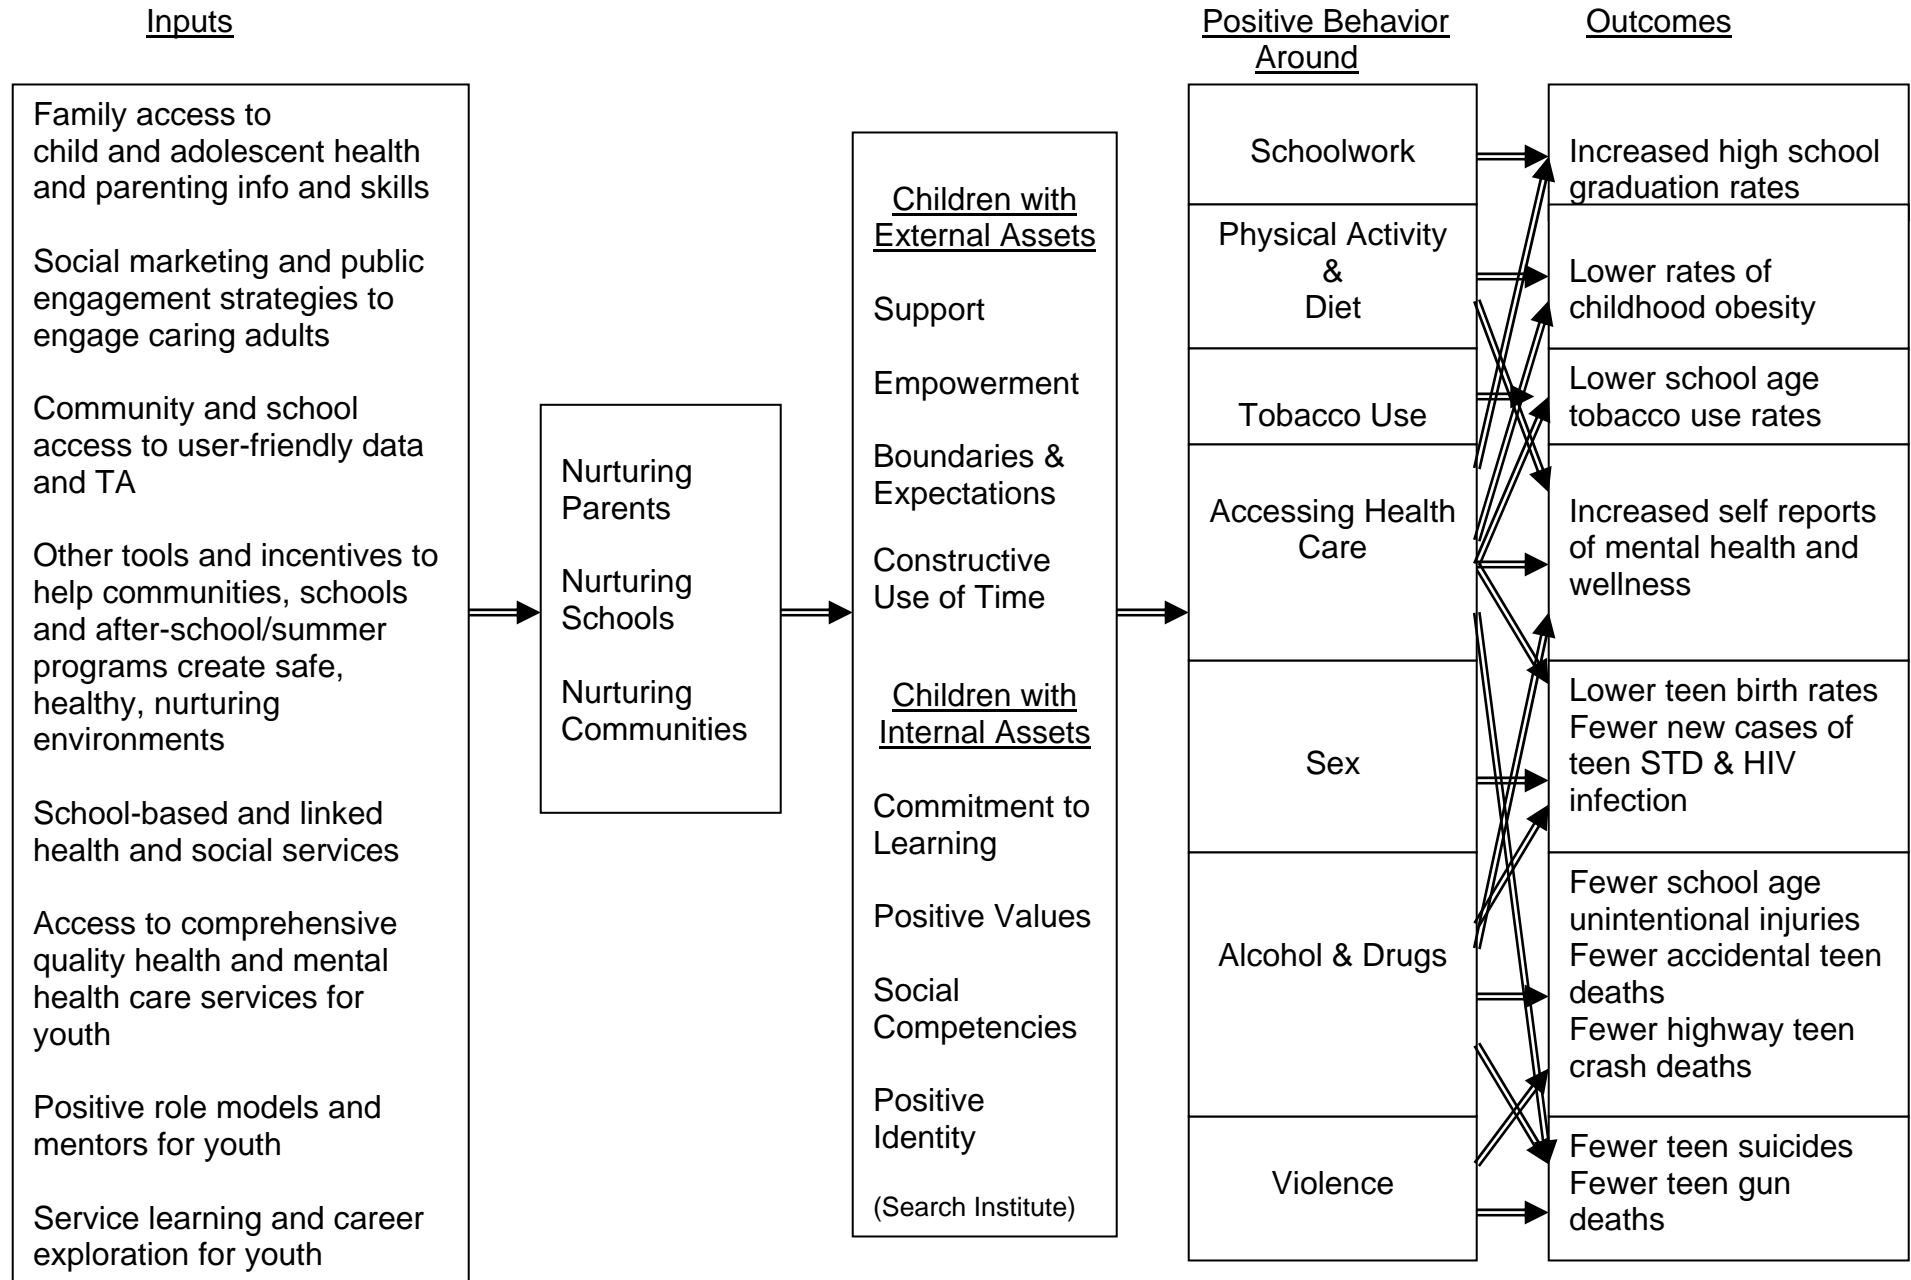 Inputs
Positive Behavior
Around
Outcomes
Family access to
child and adolescent health
and parenting info and skills
Social marketing and public
engagement strategies to
engage caring adults
Community and school
access to user-friendly data
and TA
Other tools and incentives to
help communities, schools
and after-school/summer
programs create safe,
healthy, nurturing
environments
School-based and linked
health and social services
Access to comprehensive
quality health and mental
health care services for
youth
Positive role models and
mentors for youth
Service learning and career
exploration for youth
Nurturing
Parents
Nurturing
Schools
Nurturing
Communities
Children with
External Assets
Support
Empowerment
Boundaries &
Expectations
Constructive
Use of Time
Children with
Internal Assets
Commitment to
Learning
Positive Values
Social
Competencies
Positive
Identity
(Search Institute)
Schoolwork
Physical Activity
&
Diet
Tobacco Use
Accessing Health
Care
Sex
Alcohol & Drugs
Violence
Increased high school
graduation rates
Lower rates of
childhood obesity
Lower school age
tobacco use rates
Increased self reports
of mental health and
wellness
Lower teen birth rates
Fewer new cases of
teen STD & HIV
infection
Fewer school age
unintentional injuries
Fewer accidental teen
deaths
Fewer highway teen
crash deaths
Fewer teen suicides
Fewer teen gun
deaths